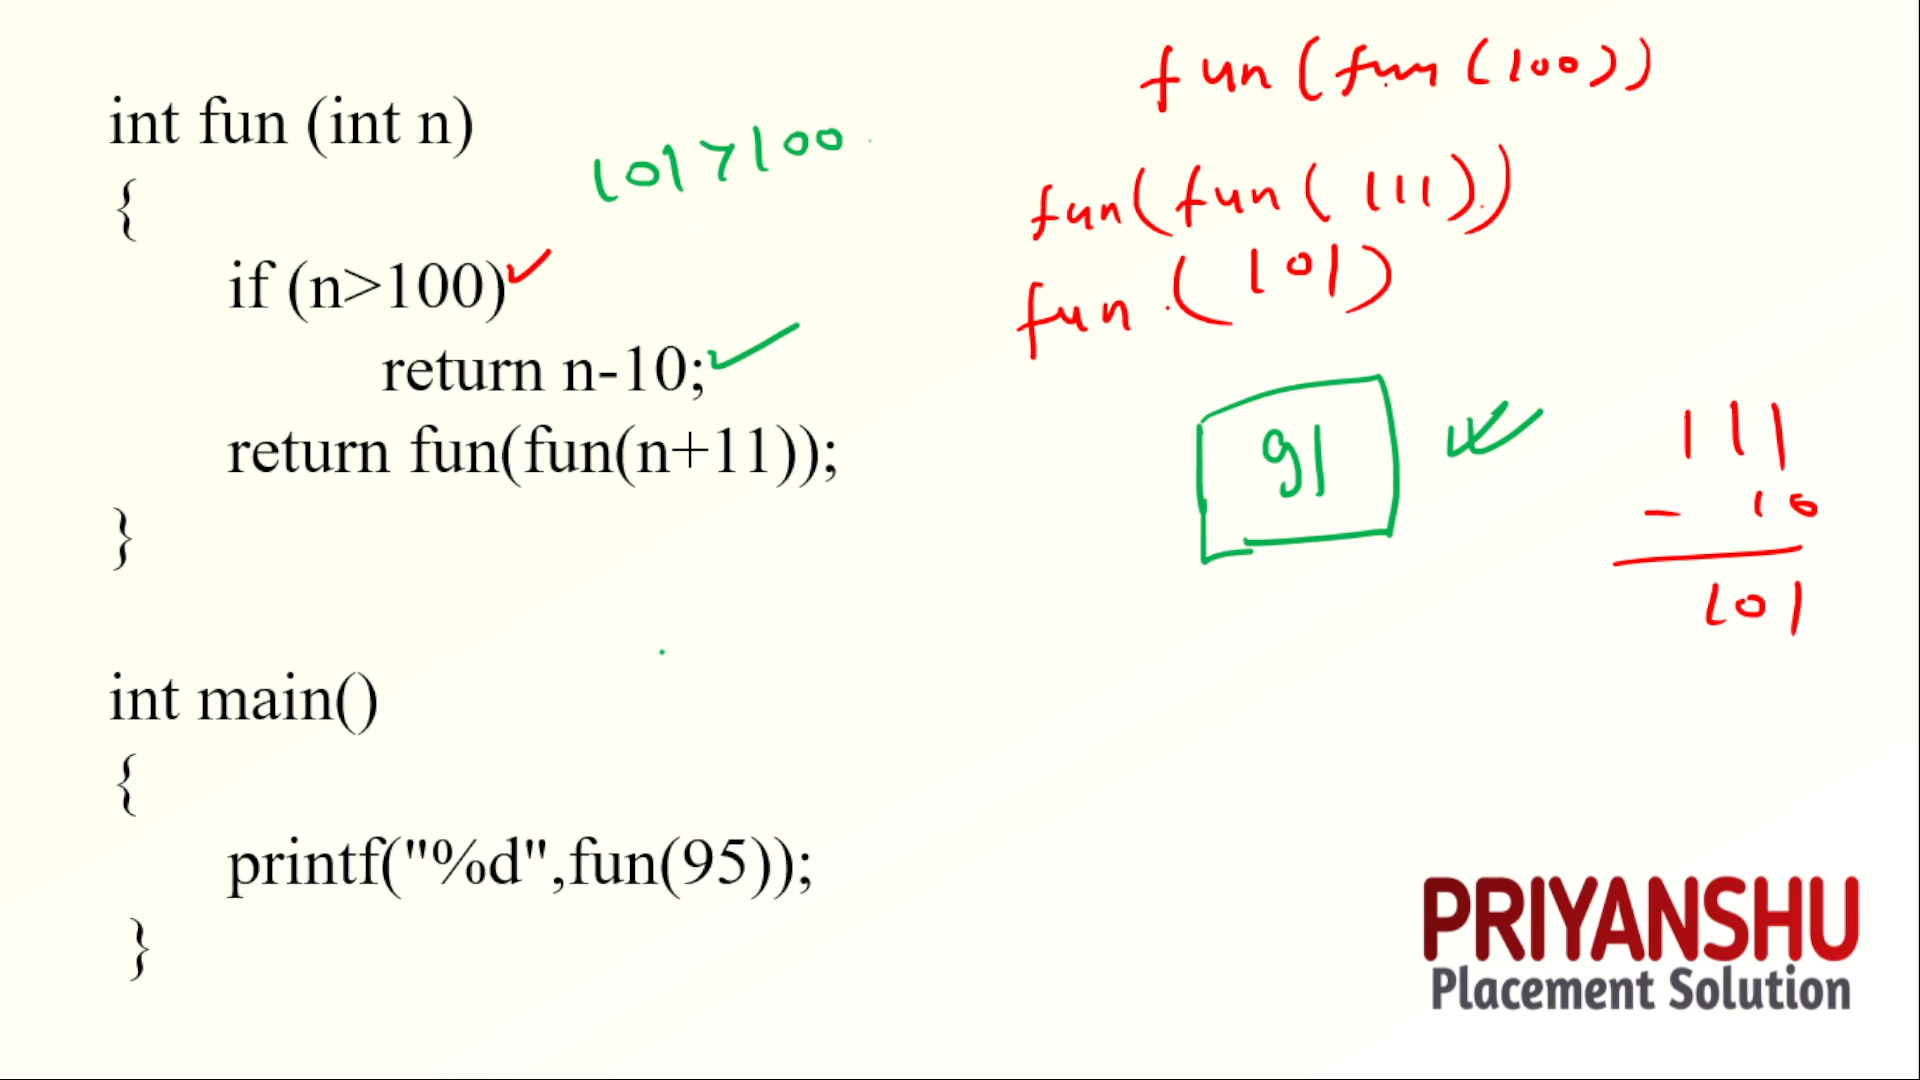 int fun (int n)
{
if (n>100)
return n-10;
return fun(fun(n+11));
}
int main()
{
printf("%d",fun(95));
}
101>100
fun(fun(100))
fun(fun(111))
fun(101)
91
111
- 10
101
PRIYANSHU
Placement Solution